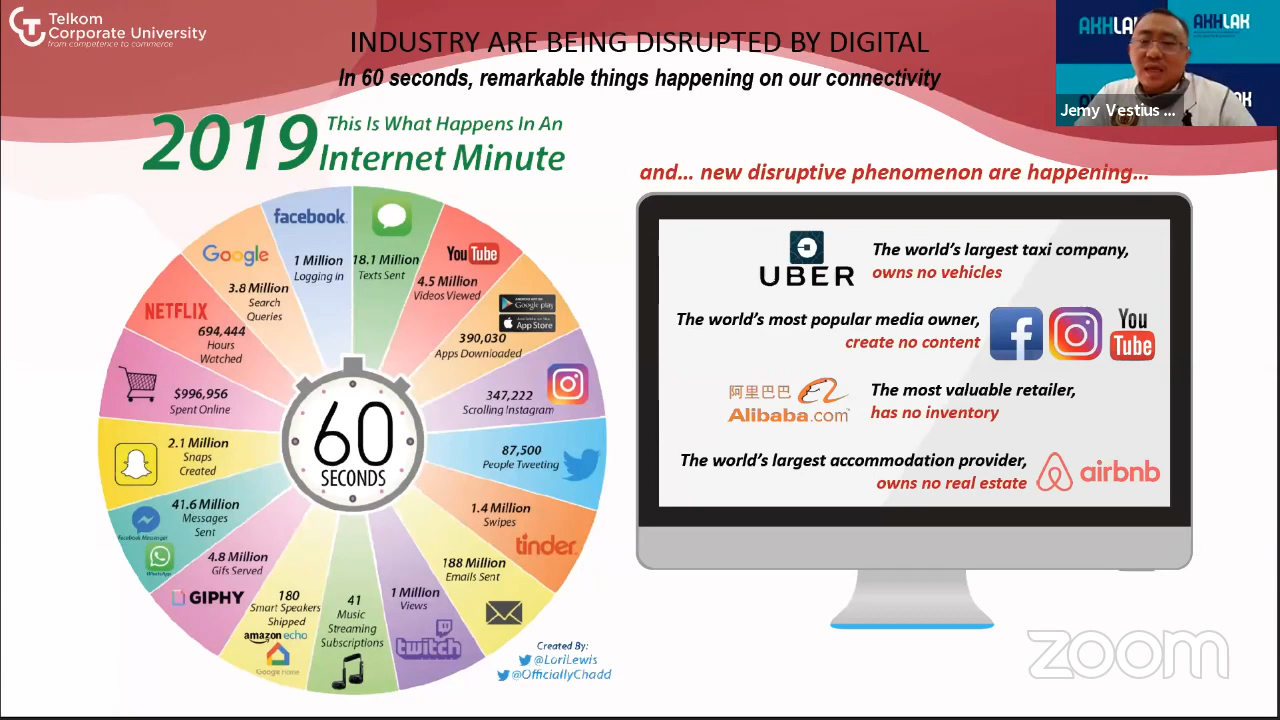 Telkom
Corporate University
from competence to commerce
INDUSTRY ARE BEING DISRUPTED BY DIGITAL
In 60 seconds, remarkable things happening on our connectivity
AKHLAK
AKHLAK
Jemy Vestius ...
2019 This Is What Happens In An
Internet Minute
facebook
1 Million
Logging In
18.1 Million
Texts Sent
YouTube
4.5 Million
Videos Viewed
Google play
App Store
390,030
Apps Downloaded
347,222
Scrolling Instagram
87,500
People Tweeting
1.4 Million
Swipes
tinder
188 Million
Emails Sent
1 Million
Views
twitch
41
Music
Streaming
Subscriptions
180
Smart Speakers
Shipped
amazon echo
Google Home
4.8 Million
Gifs Served
GIPHY
41.6 Million
Messages
Sent
Facebook Messenger
WhatsApp
2.1 Million
Snaps
Created
$996,956
Spent Online
NETFLIX
694,444
Hours
Watched
Google
3.8 Million
Search
Queries
60
SECONDS
Created By:
@LoriLewis
@OfficiallyChadd
and... new disruptive phenomenon are happening...
UBER
The world's largest taxi company,
owns no vehicles
The world's most popular media owner,
create no content
You
Tube
阿里巴巴
Alibaba.com
The most valuable retailer,
has no inventory
The world's largest accommodation provider,
owns no real estate
airbnb
zoom